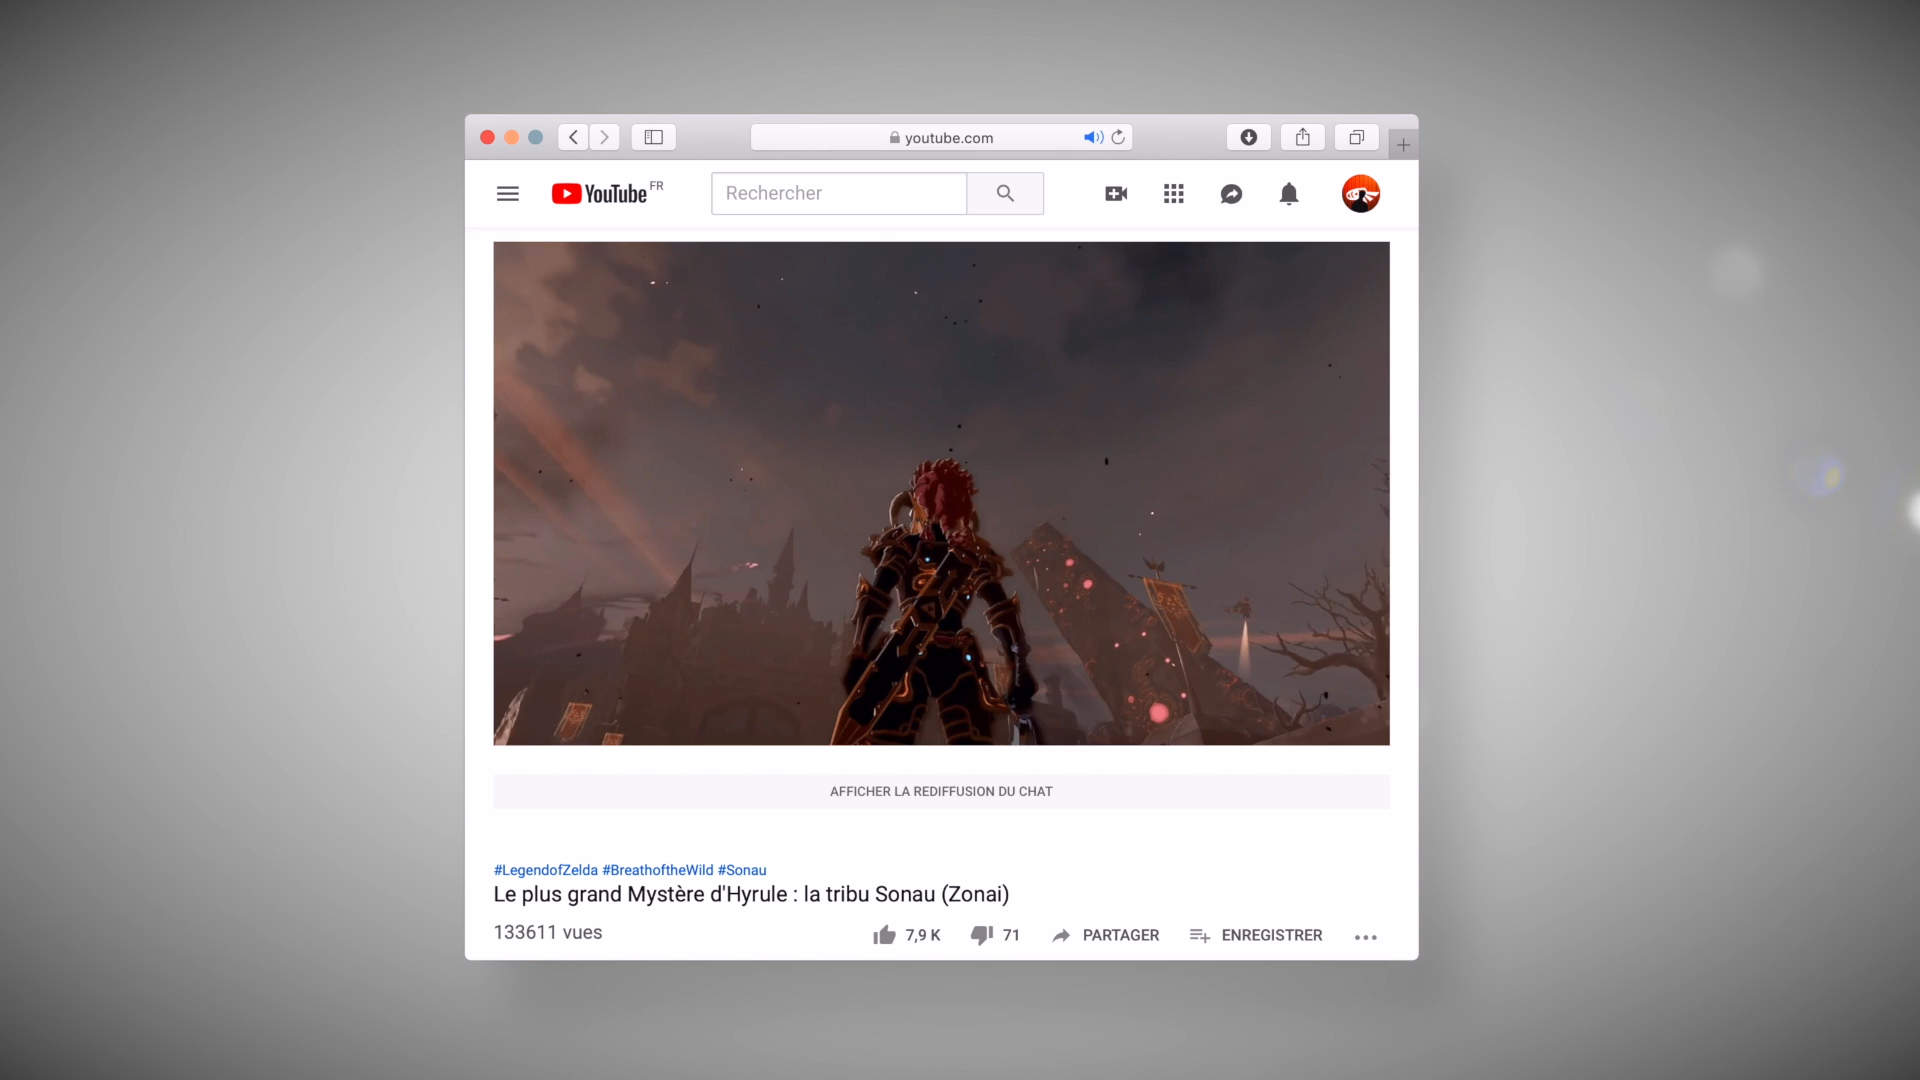 youtube.com
YouTube FR
Rechercher
AFFICHER LA REDIFFUSION DU CHAT
#LegendofZelda #BreathoftheWild #Sonau
Le plus grand Mystère d'Hyrule : la tribu Sonau (Zonai)
133611 vues
7,9 K
71
PARTAGER
ENREGISTRER